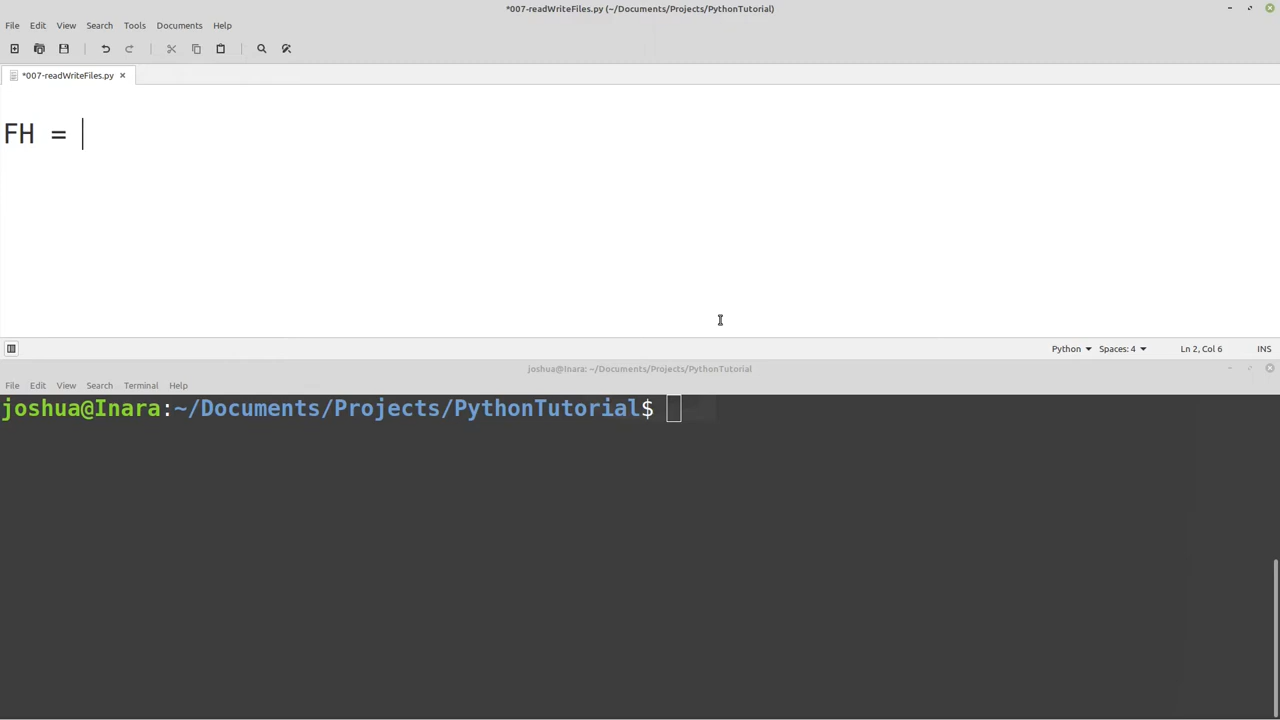 *007-readWriteFiles.py (~/Documents/Projects/PythonTutorial)
File Edit View Search Tools Documents Help
*007-readWriteFiles.py
FH =
Python Spaces: 4 Ln 2, Col 6 INS
joshua@Inara: ~/Documents/Projects/PythonTutorial
File Edit View Search Terminal Help
joshua@Inara:~/Documents/Projects/PythonTutorial$